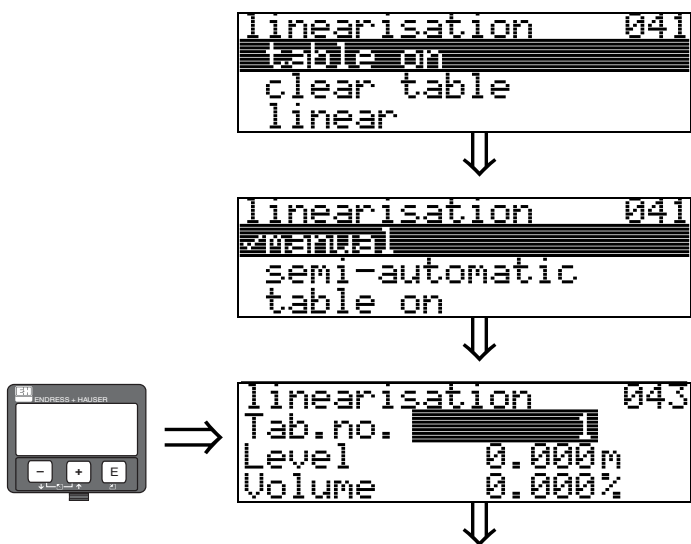 linearisation 041
table on
clear table
linear
linearisation 041
✓manual
semi-automatic
table on
EH
ENDRESS + HAUSER
- + E
linearisation 043
Tab.no. 1
Level 0.000m
Volume 0.000%